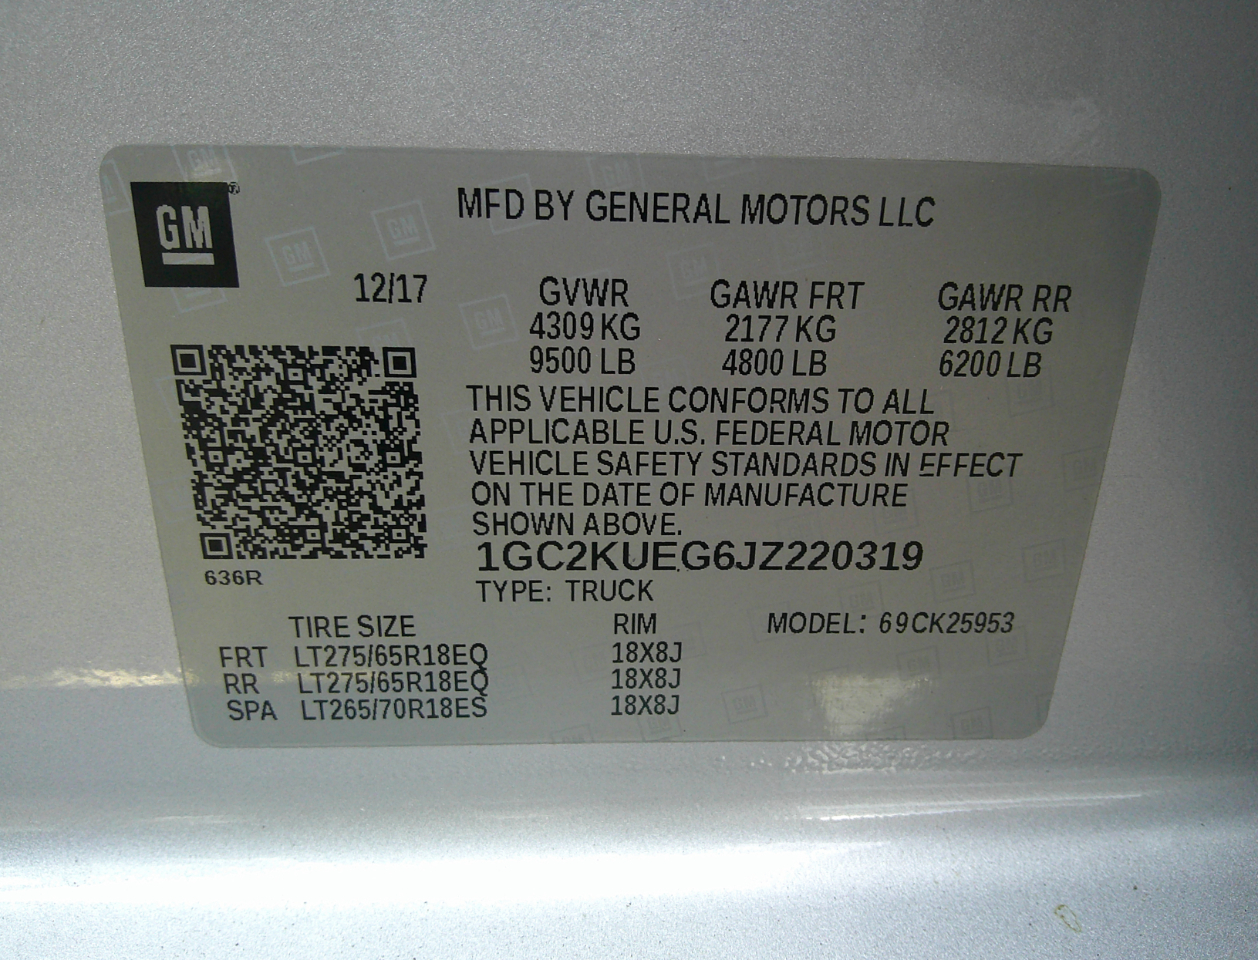 GM®
MFD BY GENERAL MOTORS LLC
12/17 GVWR GAWR FRT GAWR RR
4309 KG 2177 KG 2812 KG
9500 LB 4800 LB 6200 LB
THIS VEHICLE CONFORMS TO ALL
APPLICABLE U.S. FEDERAL MOTOR
VEHICLE SAFETY STANDARDS IN EFFECT
ON THE DATE OF MANUFACTURE
SHOWN ABOVE.
1GC2KUEG6JZ220319
636R
TYPE: TRUCK
TIRE SIZE RIM MODEL: 69CK25953
FRT LT275/65R18EQ 18X8J
RR LT275/65R18EQ 18X8J
SPA LT265/70R18ES 18X8J